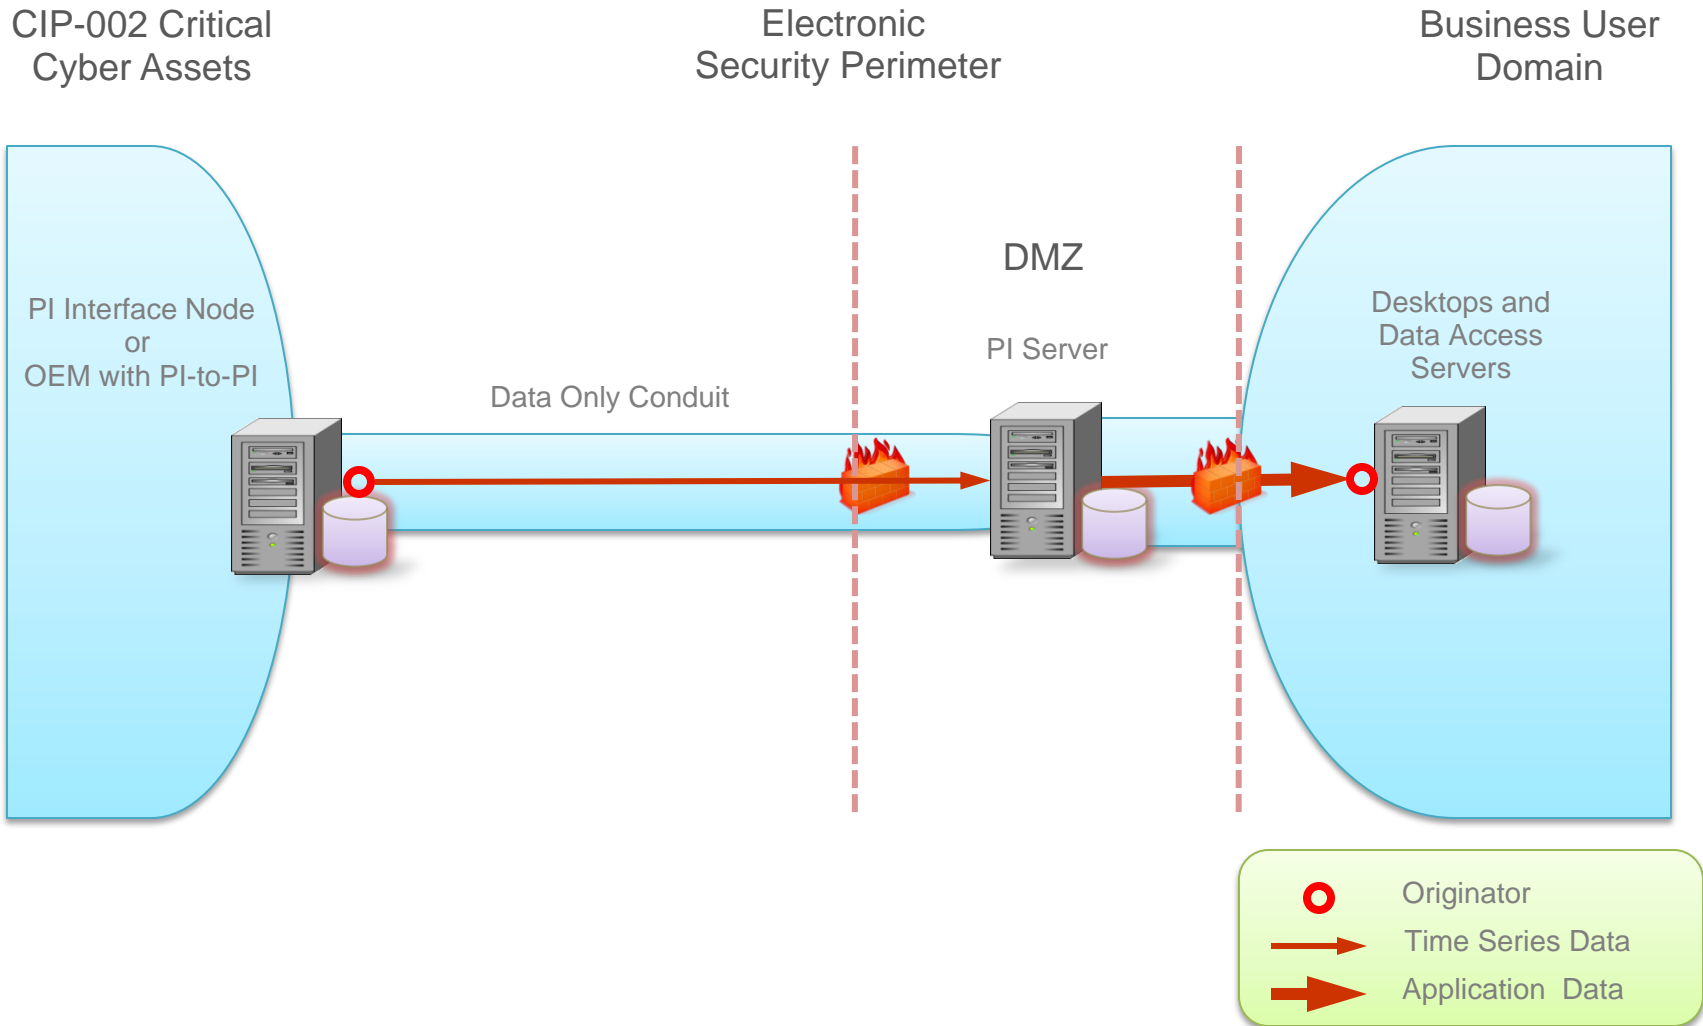 CIP-002 Critical
Cyber Assets
Electronic
Security Perimeter
Business User
Domain
PI Interface Node
or
OEM with PI-to-PI
Data Only Conduit
DMZ
PI Server
Desktops and
Data Access
Servers
Originator
Time Series Data
Application Data